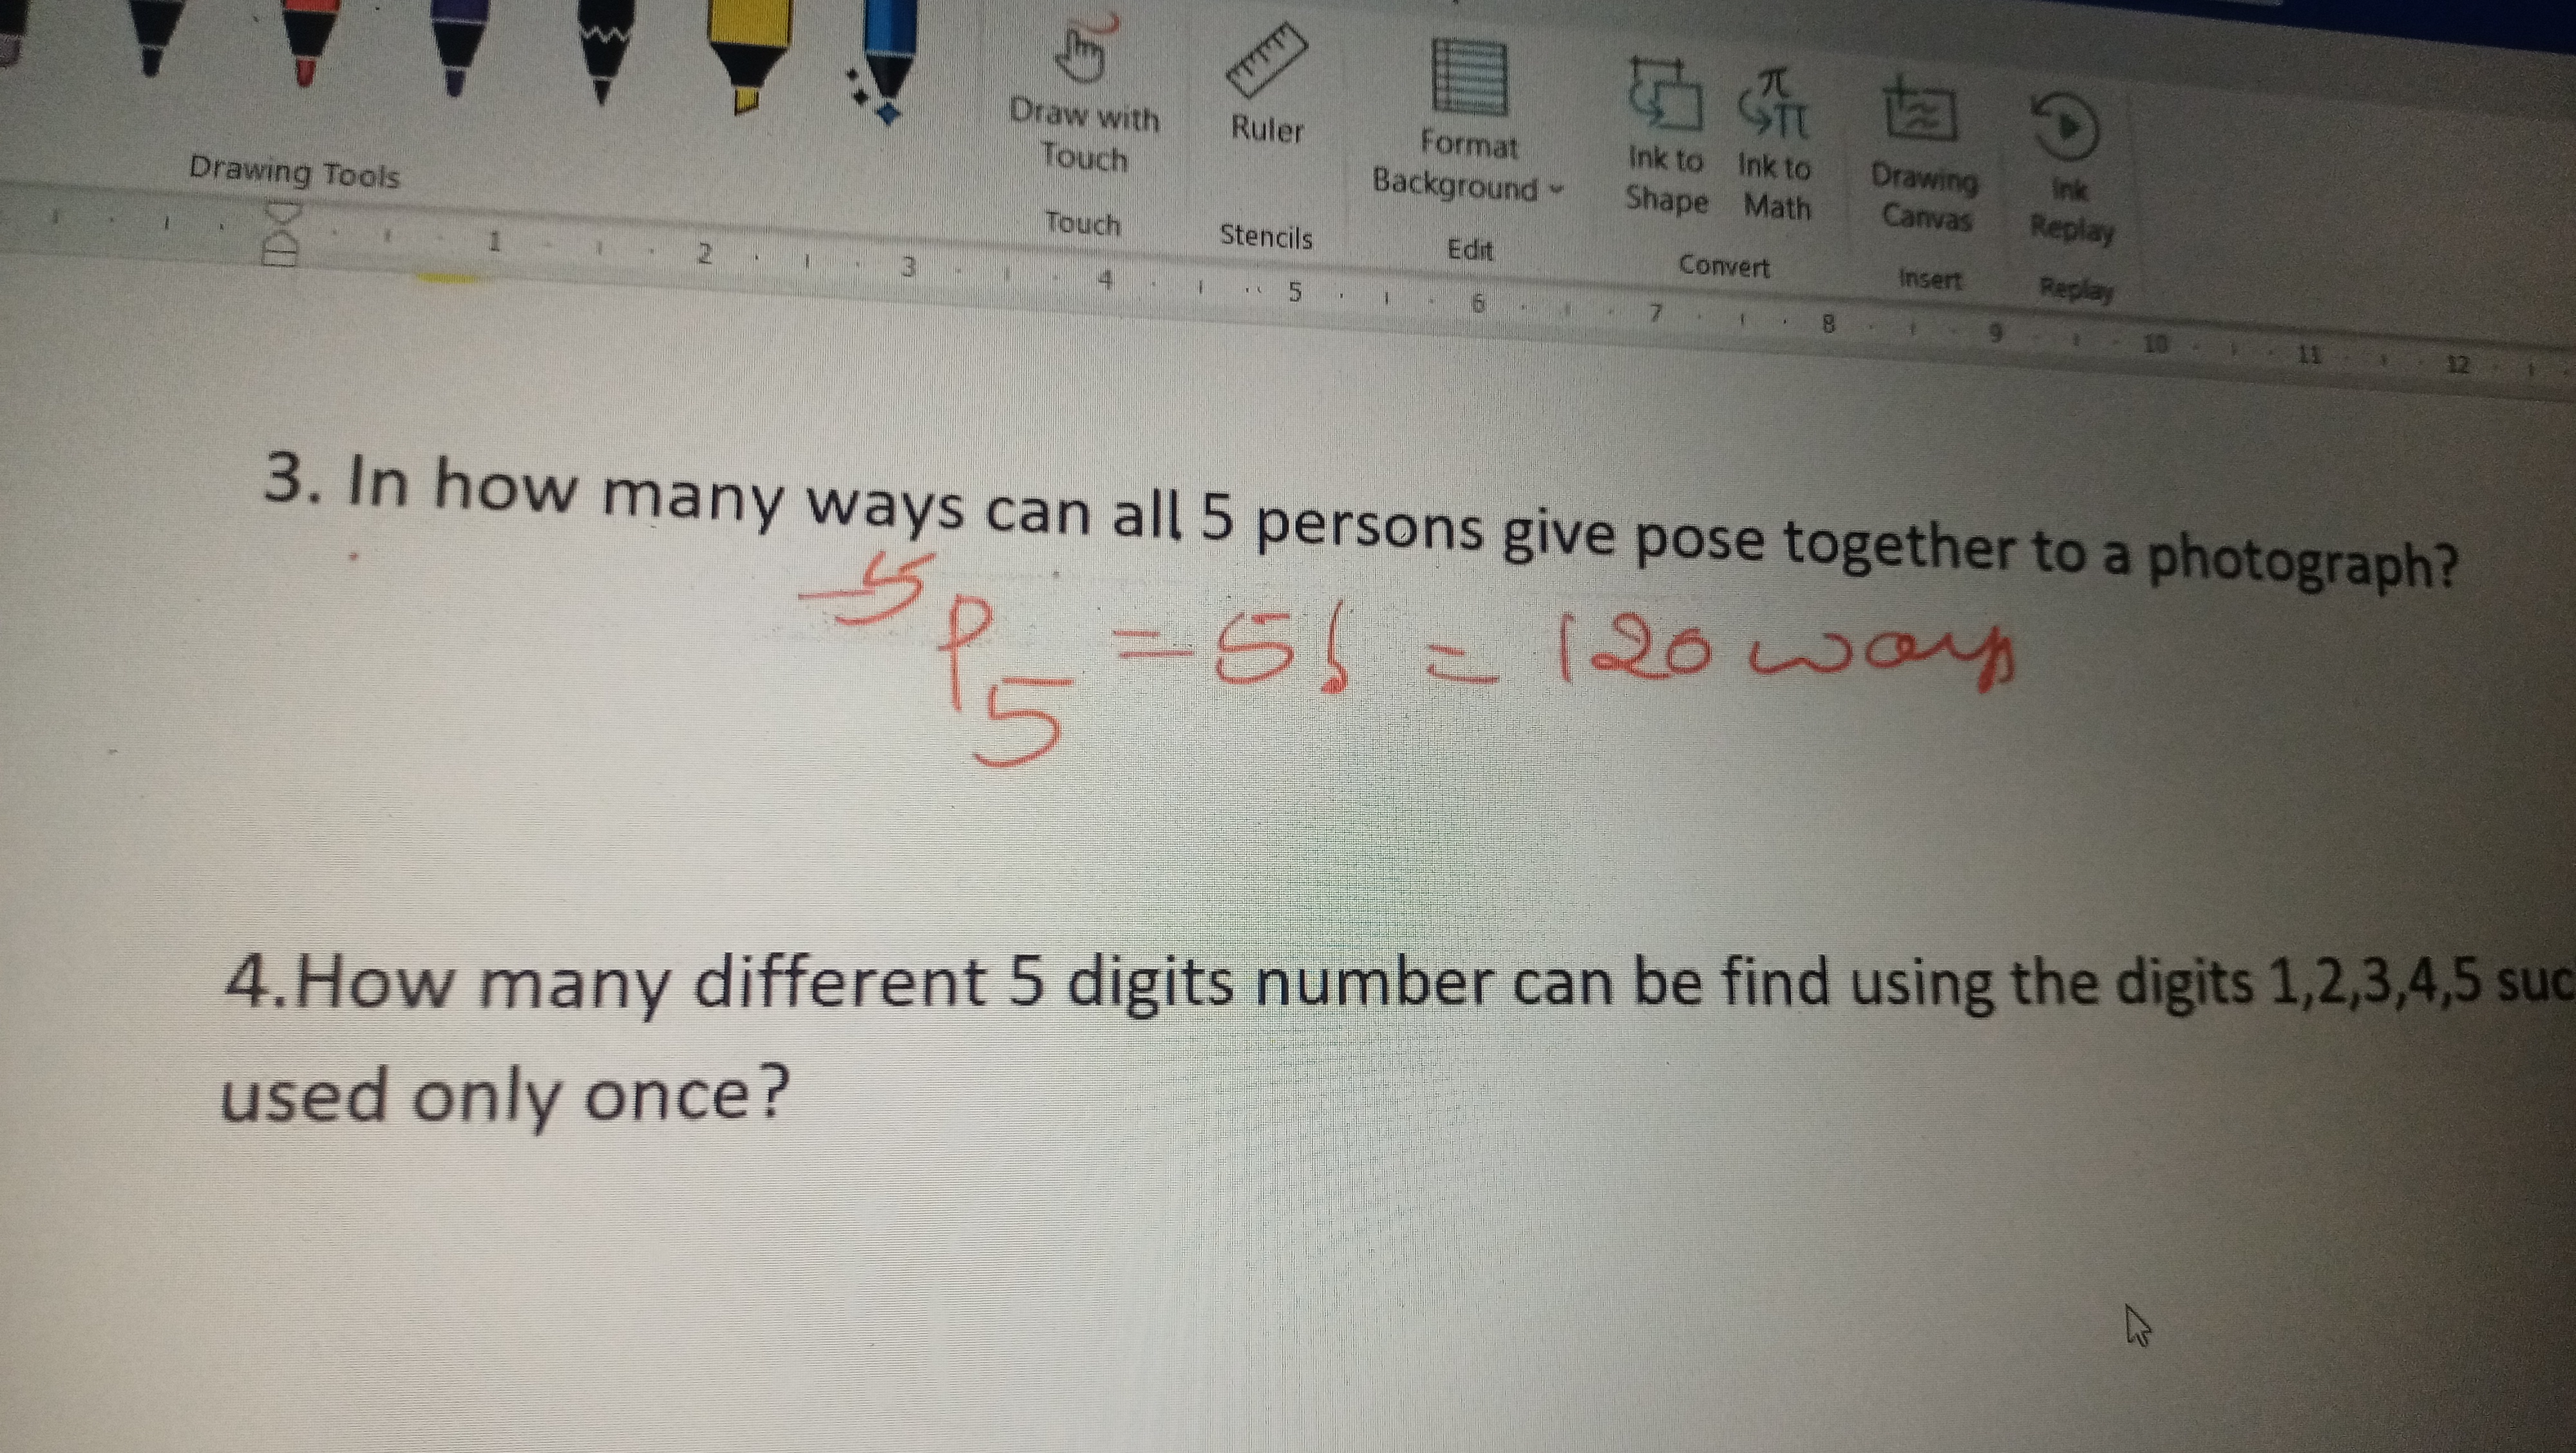 Drawing Tools
Draw with
Touch
Touch
Ruler
Stencils
Format
Background
Edit
Ink to
Shape
Ink to
Math
Convert
Drawing
Canvas
Insert
Ink
Replay
Replay
1 2 3 4 5 6 7 8 9 10 11 12
3. In how many ways can all 5 persons give pose together to a photograph?
5P5 = 5! = 120 ways
4.How many different 5 digits number can be find using the digits 1,2,3,4,5 suc
used only once?